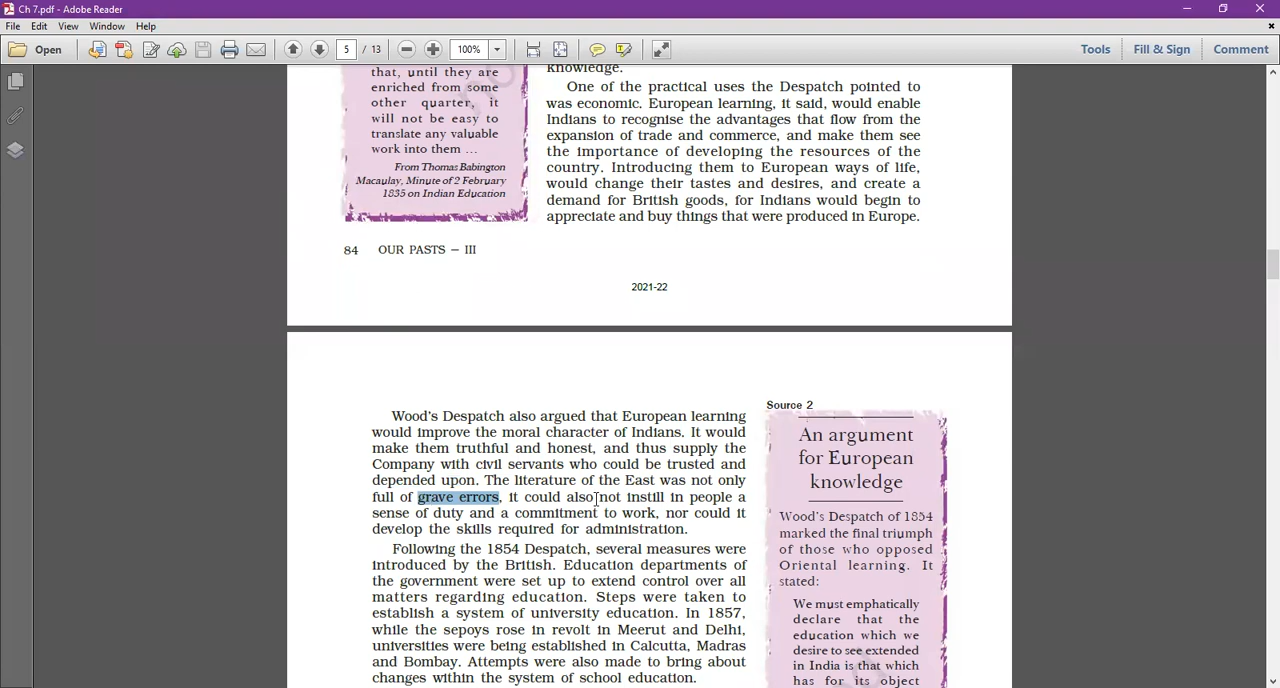 Ch 7.pdf - Adobe Reader
File Edit View Window Help
Open 5 / 13 100% Tools Fill & Sign Comment
that, until they are
enriched from some
other quarter, it
will not be easy to
translate any valuable
work into them ...
From Thomas Babington
Macaulay, Minute of 2 February
1835 on Indian Education
knowledge.
One of the practical uses the Despatch pointed to
was economic. European learning, it said, would enable
Indians to recognise the advantages that flow from the
expansion of trade and commerce, and make them see
the importance of developing the resources of the
country. Introducing them to European ways of life,
would change their tastes and desires, and create a
demand for British goods, for Indians would begin to
appreciate and buy things that were produced in Europe.
84 OUR PASTS – III
2021-22
Wood's Despatch also argued that European learning
would improve the moral character of Indians. It would
make them truthful and honest, and thus supply the
Company with civil servants who could be trusted and
depended upon. The literature of the East was not only
full of grave errors, it could also not instill in people a
sense of duty and a commitment to work, nor could it
develop the skills required for administration.
Following the 1854 Despatch, several measures were
introduced by the British. Education departments of
the government were set up to extend control over all
matters regarding education. Steps were taken to
establish a system of university education. In 1857,
while the sepoys rose in revolt in Meerut and Delhi,
universities were being established in Calcutta, Madras
and Bombay. Attempts were also made to bring about
changes within the system of school education.
Source 2
An argument
for European
knowledge
Wood's Despatch of 1854
marked the final triumph
of those who opposed
Oriental learning. It
stated:
We must emphatically
declare that the
education which we
desire to see extended
in India is that which
has for its object